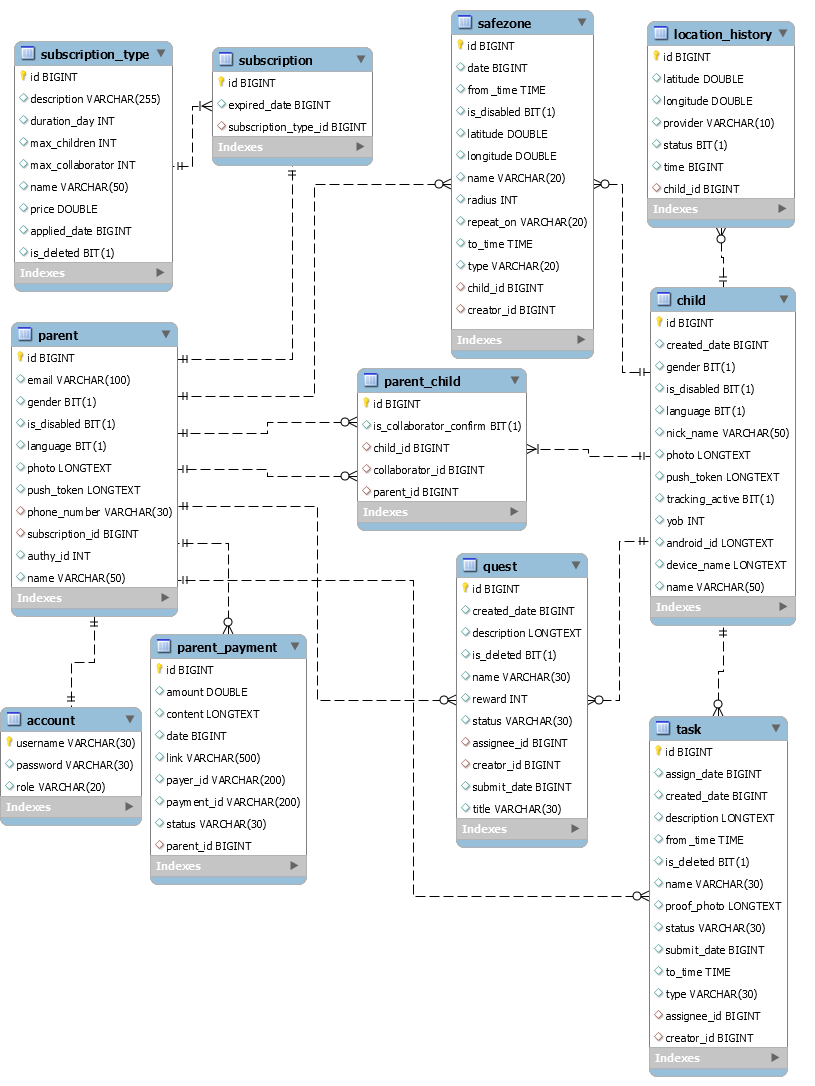 subscription_type
id BIGINT
description VARCHAR(255)
duration_day INT
max_children INT
max_collaborator INT
name VARCHAR(50)
price DOUBLE
applied_date BIGINT
is_deleted BIT(1)
Indexes
subscription
id BIGINT
expired_date BIGINT
subscription_type_id BIGINT
Indexes
safezone
id BIGINT
date BIGINT
from_time TIME
is_disabled BIT(1)
latitude DOUBLE
longitude DOUBLE
name VARCHAR(20)
radius INT
repeat_on VARCHAR(20)
to_time TIME
type VARCHAR(20)
child_id BIGINT
creator_id BIGINT
Indexes
location_history
id BIGINT
latitude DOUBLE
longitude DOUBLE
provider VARCHAR(10)
status BIT(1)
time BIGINT
child_id BIGINT
Indexes
parent
id BIGINT
email VARCHAR(100)
gender BIT(1)
is_disabled BIT(1)
language BIT(1)
photo LONGTEXT
push_token LONGTEXT
phone_number VARCHAR(30)
subscription_id BIGINT
authy_id INT
name VARCHAR(50)
Indexes
parent_child
id BIGINT
is_collaborator_confirm BIT(1)
child_id BIGINT
collaborator_id BIGINT
parent_id BIGINT
Indexes
child
id BIGINT
created_date BIGINT
gender BIT(1)
is_disabled BIT(1)
language BIT(1)
nick_name VARCHAR(50)
photo LONGTEXT
push_token LONGTEXT
tracking_active BIT(1)
yob INT
android_id LONGTEXT
device_name LONGTEXT
name VARCHAR(50)
Indexes
account
username VARCHAR(30)
password VARCHAR(30)
role VARCHAR(20)
Indexes
parent_payment
id BIGINT
amount DOUBLE
content LONGTEXT
date BIGINT
link VARCHAR(500)
payer_id VARCHAR(200)
payment_id VARCHAR(200)
status VARCHAR(30)
parent_id BIGINT
Indexes
quest
id BIGINT
created_date BIGINT
description LONGTEXT
is_deleted BIT(1)
name VARCHAR(30)
reward INT
status VARCHAR(30)
assignee_id BIGINT
creator_id BIGINT
submit_date BIGINT
title VARCHAR(30)
Indexes
task
id BIGINT
assign_date BIGINT
created_date BIGINT
description LONGTEXT
from_time TIME
is_deleted BIT(1)
name VARCHAR(30)
proof_photo LONGTEXT
status VARCHAR(30)
submit_date BIGINT
to_time TIME
type VARCHAR(30)
assignee_id BIGINT
creator_id BIGINT
Indexes